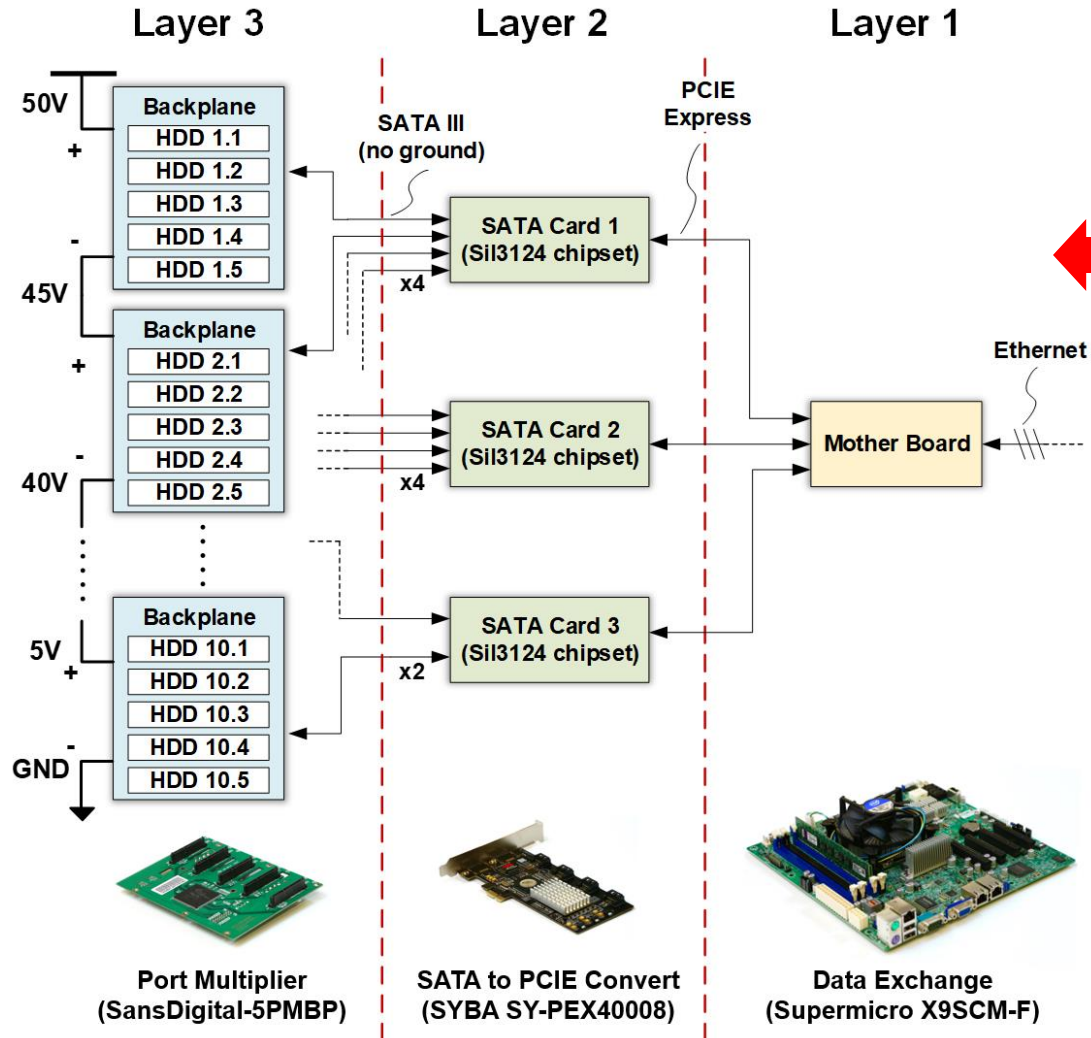 Layer 3
Layer 2
Layer 1
50V
+
-
45V
+
-
40V
5V
+
-
GND
Backplane
HDD 1.1
HDD 1.2
HDD 1.3
HDD 1.4
HDD 1.5
Backplane
HDD 2.1
HDD 2.2
HDD 2.3
HDD 2.4
HDD 2.5
Backplane
HDD 10.1
HDD 10.2
HDD 10.3
HDD 10.4
HDD 10.5
SATA III
(no ground)
PCIE
Express
SATA Card 1
(Sil3124 chipset)
x4
SATA Card 2
(Sil3124 chipset)
x4
SATA Card 3
(Sil3124 chipset)
x2
Ethernet
Mother Board
Port Multiplier
(SansDigital-5PMBP)
SATA to PCIE Convert
(SYBA SY-PEX40008)
Data Exchange
(Supermicro X9SCM-F)